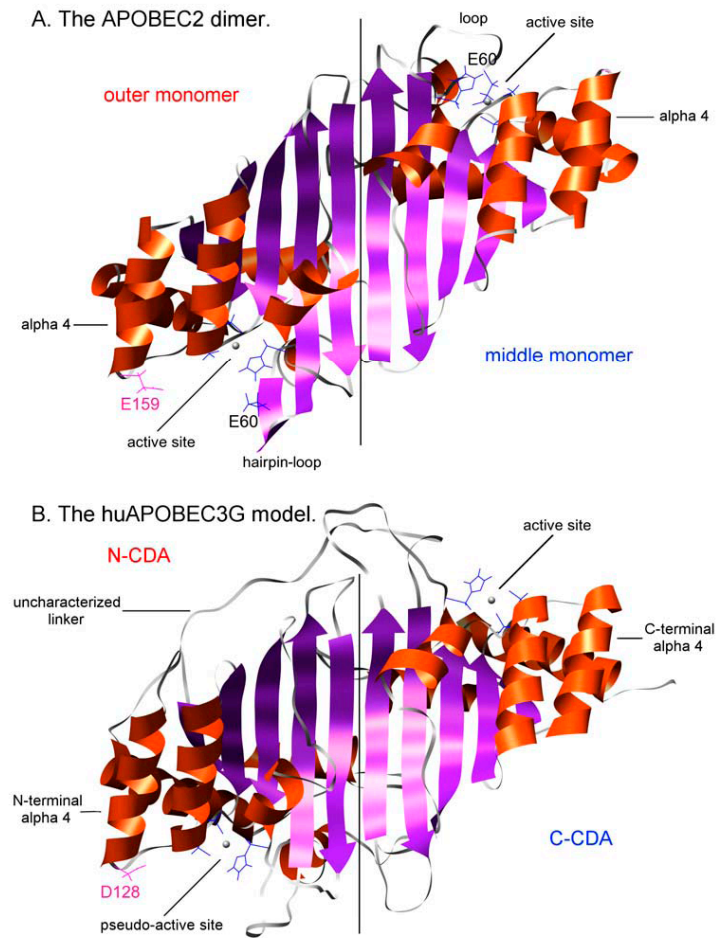 A. The APOBEC2 dimer.
loop
active site
E60
outer monomer
alpha 4
alpha 4
middle monomer
E159
E60
active site
hairpin-loop
B. The huAPOBEC3G model.
active site
N-CDA
uncharacterized
linker
C-terminal
alpha 4
N-terminal
alpha 4
C-CDA
D128
pseudo-active site